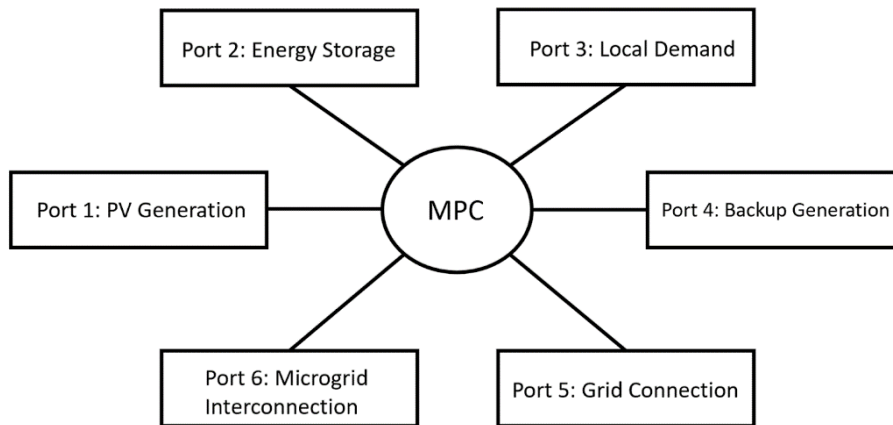 Port 2: Energy Storage
Port 3: Local Demand
Port 1: PV Generation
MPC
Port 4: Backup Generation
Port 6: Microgrid
Interconnection
Port 5: Grid Connection